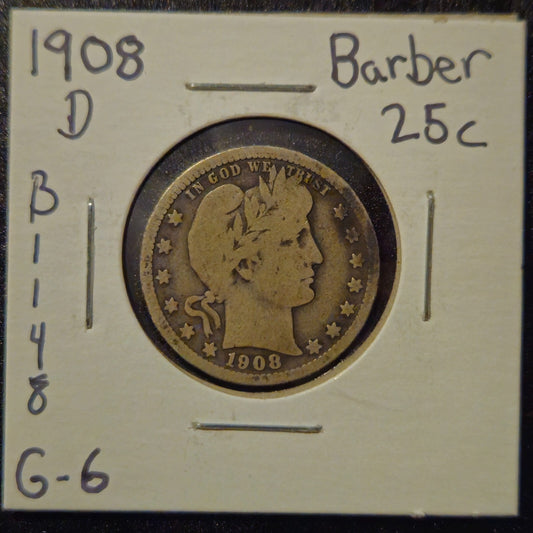 1908
D
Barber
25c
B
1
1
4
8
G-6
IN GOD WE TRUST
1908